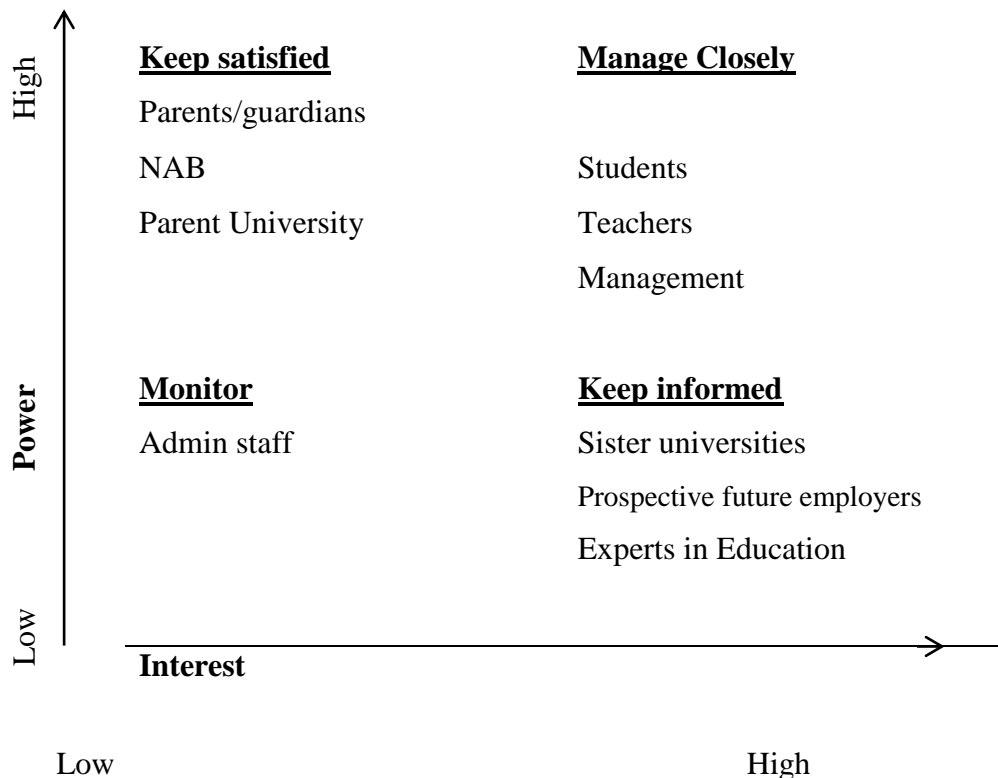 High
Keep satisfied
Manage Closely
Parents/guardians
NAB
Students
Parent University
Teachers
Management
Power
Monitor
Keep informed
Admin staff
Sister universities
Prospective future employers
Experts in Education
Low
Interest
Low
High